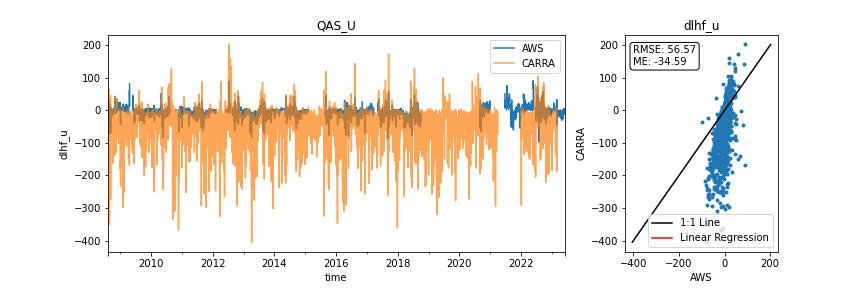 QAS_U
dlhf_u
200
100
0
−100
−200
−300
−400
2010
2012
2014
2016
2018
2020
2022
time
dlhf_u
AWS
CARRA
dlhf_u
CARRA
200
100
0
−100
−200
−300
−400
−400
−200
0
200
AWS
RMSE: 56.57
ME: -34.59
1:1 Line
Linear Regression